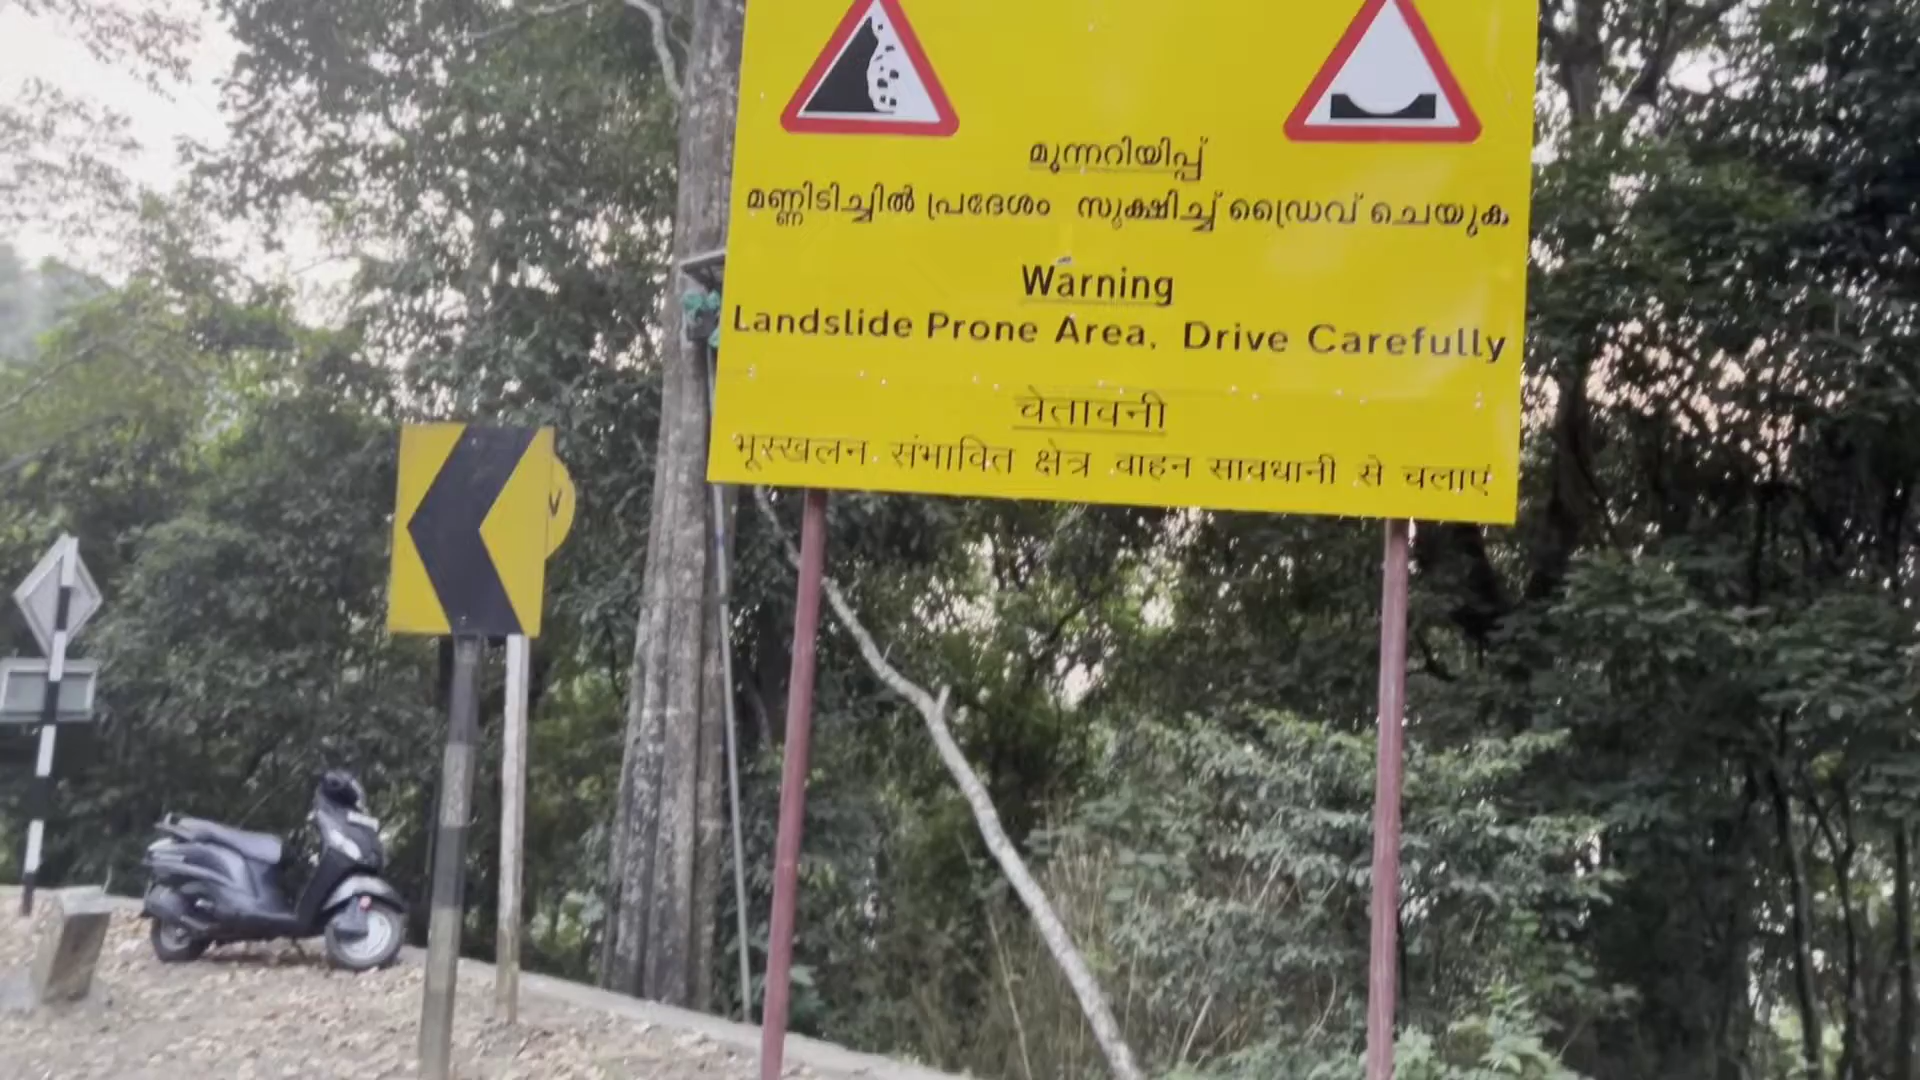 മുന്നറിയിപ്പ്
മണ്ണിടിച്ചിൽ പ്രദേശം സൂക്ഷിച്ച് ഡ്രൈവ് ചെയുക
Warning
Landslide Prone Area, Drive Carefully
चेतावनी
भूस्खलन संभावित क्षेत्र वाहन सावधानी से चलाएं